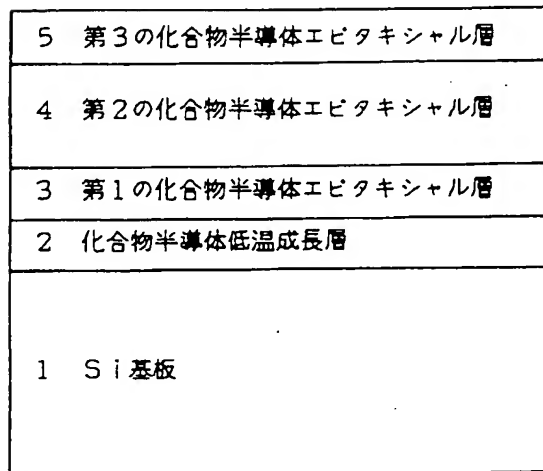 5 第3の化合物半導体エピタキシャル層
4 第2の化合物半導体エピタキシャル層
3 第1の化合物半導体エピタキシャル層
2 化合物半導体低温成長層
1 Si基板